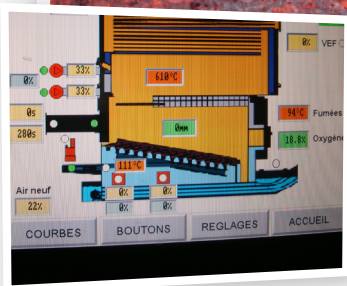 0% VEF
33%
0%
33%
610°C
0s
94°C Fumées
280s
0mm
18.8% Oxygène
111°C
Air neuf
0% 0%
22%
0% 0%
COURBES BOUTONS REGLAGES ACCUEIL